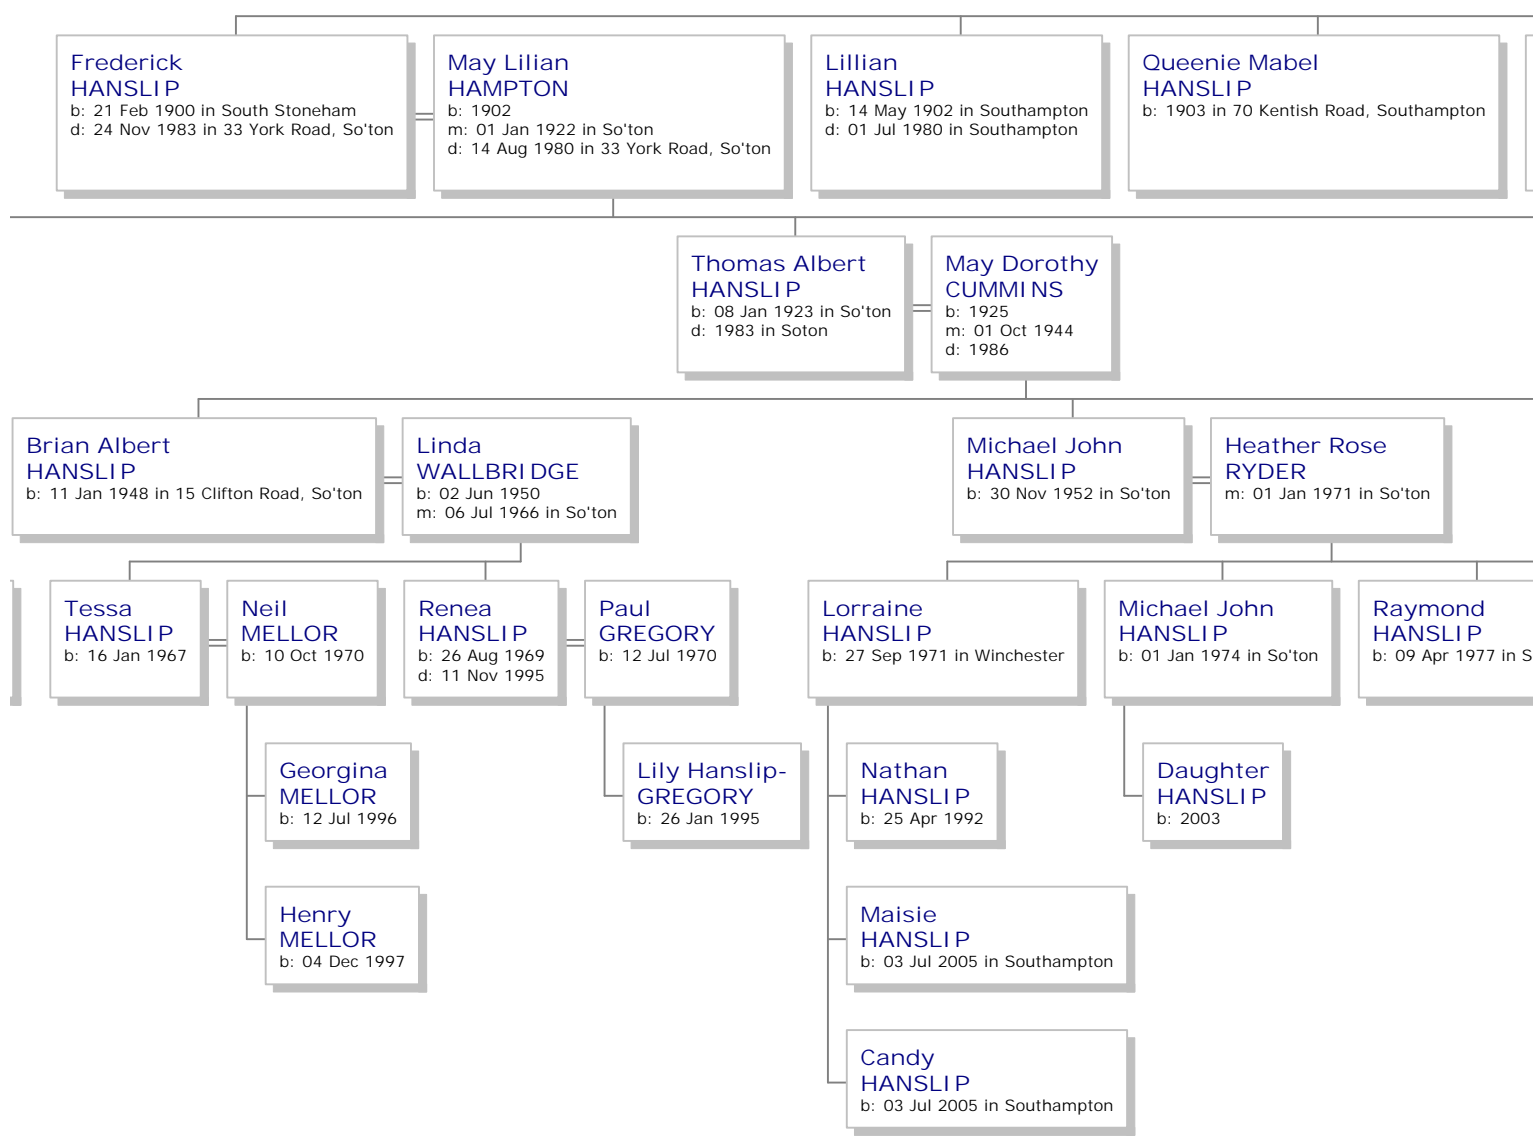 Frederick
HANSLIP
b: 21 Feb 1900 in South Stoneham
d: 24 Nov 1983 in 33 York Road, So'ton
May Lilian
HAMPTON
b: 1902
m: 01 Jan 1922 in So'ton
d: 14 Aug 1980 in 33 York Road, So'ton
Lillian
HANSLIP
b: 14 May 1902 in Southampton
d: 01 Jul 1980 in Southampton
Queenie Mabel
HANSLIP
b: 1903 in 70 Kentish Road, Southampton
Thomas Albert
HANSLIP
b: 08 Jan 1923 in So'ton
d: 1983 in Soton
May Dorothy
CUMMINS
b: 1925
m: 01 Oct 1944
d: 1986
Brian Albert
HANSLIP
b: 11 Jan 1948 in 15 Clifton Road, So'ton
Linda
WALLBRIDGE
b: 02 Jun 1950
m: 06 Jul 1966 in So'ton
Michael John
HANSLIP
b: 30 Nov 1952 in So'ton
Heather Rose
RYDER
m: 01 Jan 1971 in So'ton
Tessa
HANSLIP
b: 16 Jan 1967
Neil
MELLOR
b: 10 Oct 1970
Renea
HANSLIP
b: 26 Aug 1969
d: 11 Nov 1995
Paul
GREGORY
b: 12 Jul 1970
Lorraine
HANSLIP
b: 27 Sep 1971 in Winchester
Michael John
HANSLIP
b: 01 Jan 1974 in So'ton
Raymond
HANSLIP
b: 09 Apr 1977 in S
Georgina
MELLOR
b: 12 Jul 1996
Lily Hanslip-
GREGORY
b: 26 Jan 1995
Nathan
HANSLIP
b: 25 Apr 1992
Daughter
HANSLIP
b: 2003
Henry
MELLOR
b: 04 Dec 1997
Maisie
HANSLIP
b: 03 Jul 2005 in Southampton
Candy
HANSLIP
b: 03 Jul 2005 in Southampton